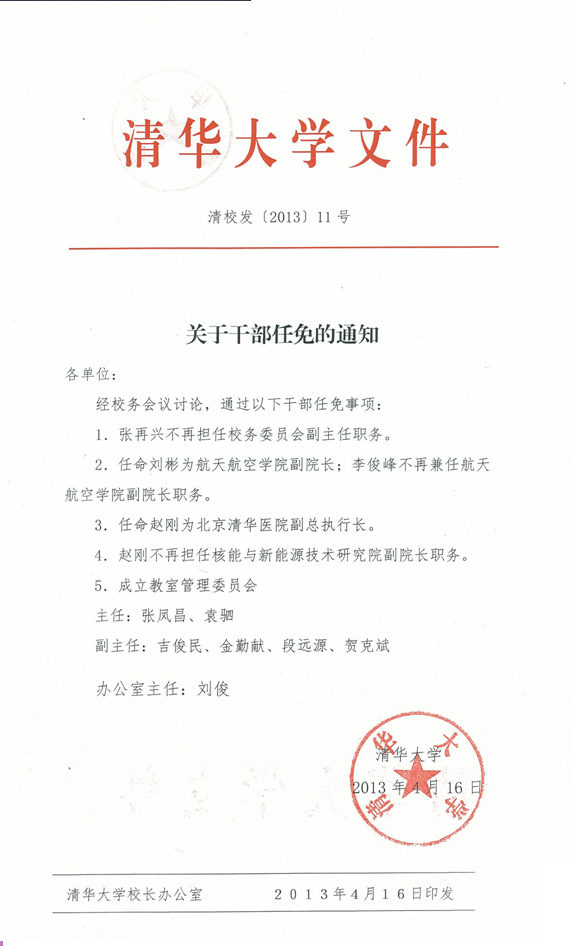 清华大学文件
清校发〔2013〕11号
关于干部任免的通知
各单位：
经校务会议讨论，通过以下干部任免事项：
1．张再兴不再担任校务委员会副主任职务。
2．任命刘彬为航天航空学院副院长；李俊峰不再兼任航天
航空学院副院长职务。
3．任命赵刚为北京清华医院副总执行长。
4．赵刚不再担任核能与新能源技术研究院副院长职务。
5．成立教室管理委员会
主任：张凤昌、袁驷
副主任：吉俊民、金勤献、段远源、贺克斌
办公室主任：刘俊
清华大学
清华大学
2013年4月16日
清华大学校长办公室 2013年4月16日印发